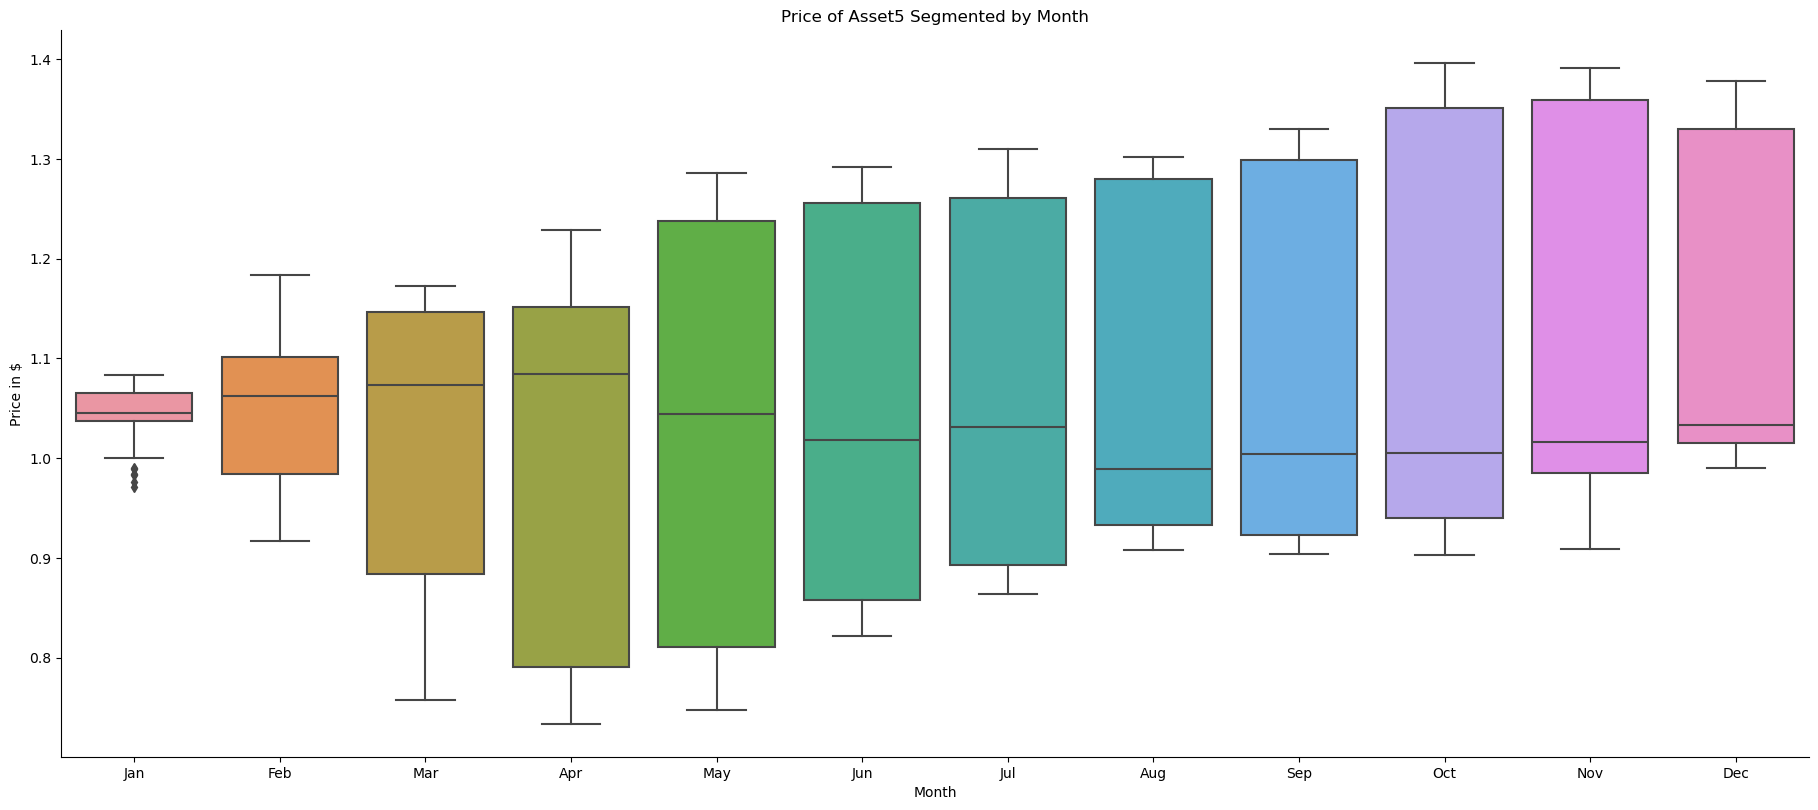 Price of Asset5 Segmented by Month
Price in $
1.4
1.3
1.2
1.1
1.0
0.9
0.8
Jan Feb Mar Apr May Jun Jul Aug Sep Oct Nov Dec
Month